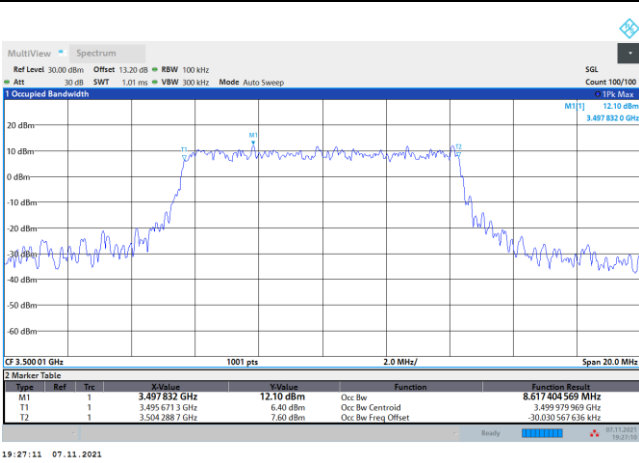 MultiView Spectrum
Ref Level 30.00 dBm Offset 13.20 dB RBW 100 kHz SGL
Att 30 dB SWT 1.01 ms VBW 300 kHz Mode Auto Sweep Count 100/100
1 Occupied Bandwidth 1Pk Max
M1[1] 12.10 dBm
3.497 832 0 GHz
20 dBm
M1
T1
T2
10 dBm
0 dBm
-10 dBm
-20 dBm
-30 dBm
-40 dBm
-50 dBm
-60 dBm
CF 3.500 01 GHz 1001 pts 2.0 MHz/ Span 20.0 MHz
2 Marker Table
Type Ref Trc X-Value Y-Value Function Function Result
M1 1 3.497 832 GHz 12.10 dBm Occ Bw 8.617 404 569 MHz
T1 1 3.495 671 3 GHz 6.40 dBm Occ Bw Centroid 3.499 979 969 GHz
T2 1 3.504 288 7 GHz 7.60 dBm Occ Bw Freq Offset -30.030 567 636 kHz
Ready 07.11.2021
19:27:10
19:27:11 07.11.2021